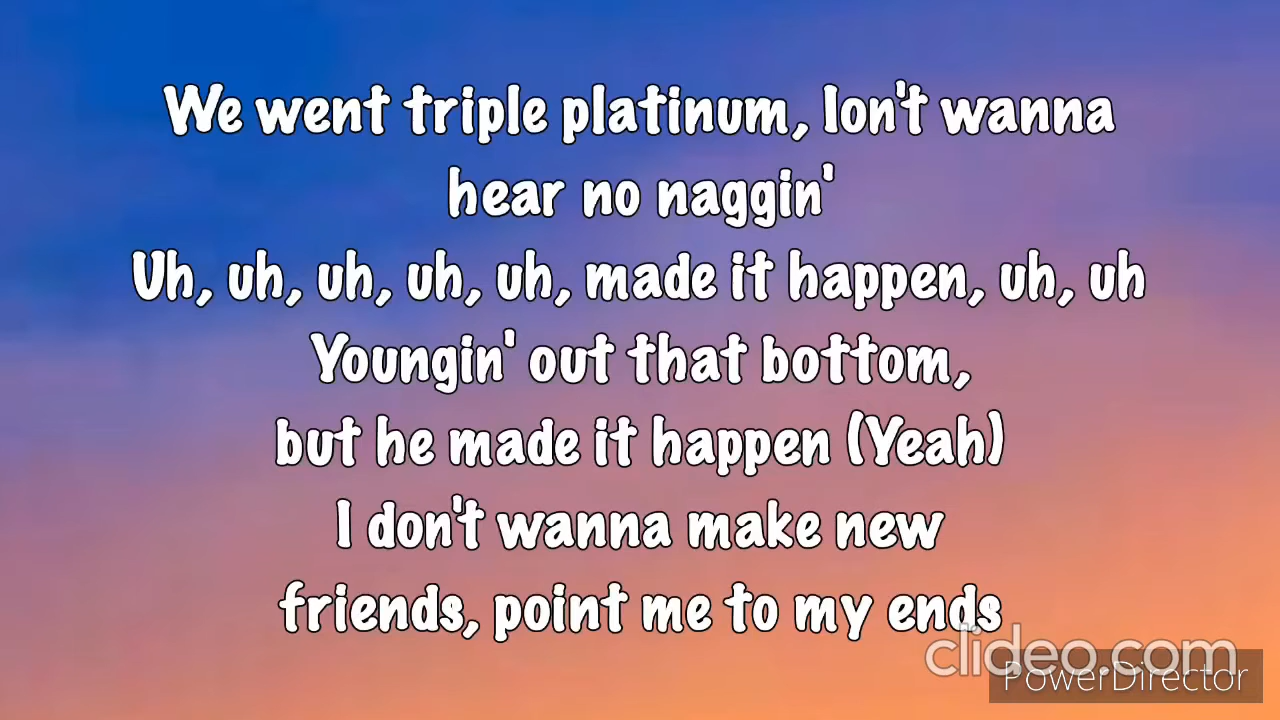 We went triple platinum, Ion't wanna
hear no naggin'
Uh, uh, uh, uh, uh, made it happen, uh, uh
Youngin' out that bottom,
but he made it happen (Yeah)
I don't wanna make new
friends, point me to my ends
clideo.com
PowerDirector